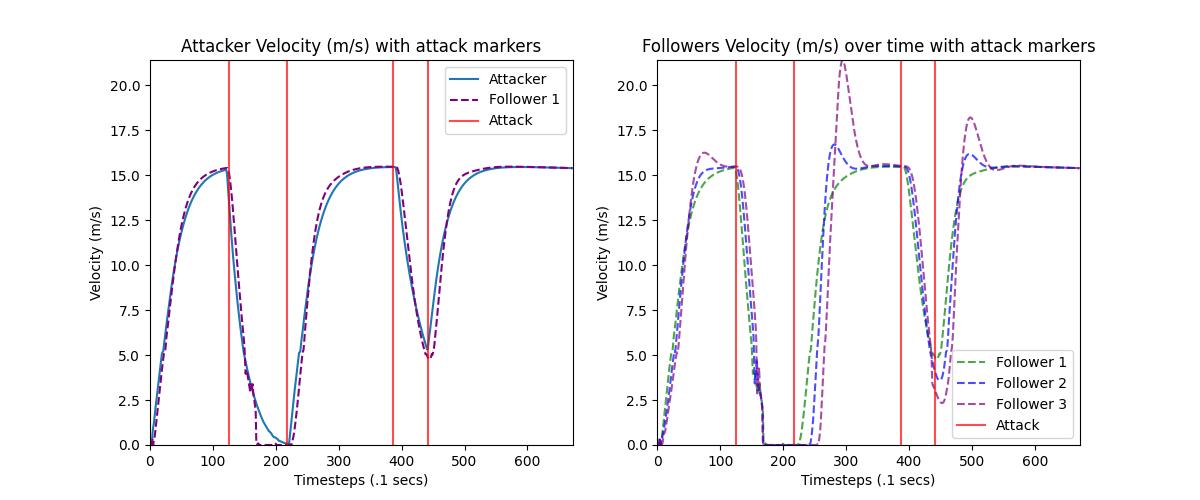 Attacker Velocity (m/s) with attack markers
Velocity (m/s)
20.0
17.5
15.0
12.5
10.0
7.5
5.0
2.5
0.0
Attacker
Follower 1
Attack
0 100 200 300 400 500 600
Timesteps (.1 secs)
Followers Velocity (m/s) over time with attack markers
Velocity (m/s)
20.0
17.5
15.0
12.5
10.0
7.5
5.0
2.5
0.0
Follower 1
Follower 2
Follower 3
Attack
0 100 200 300 400 500 600
Timesteps (.1 secs)